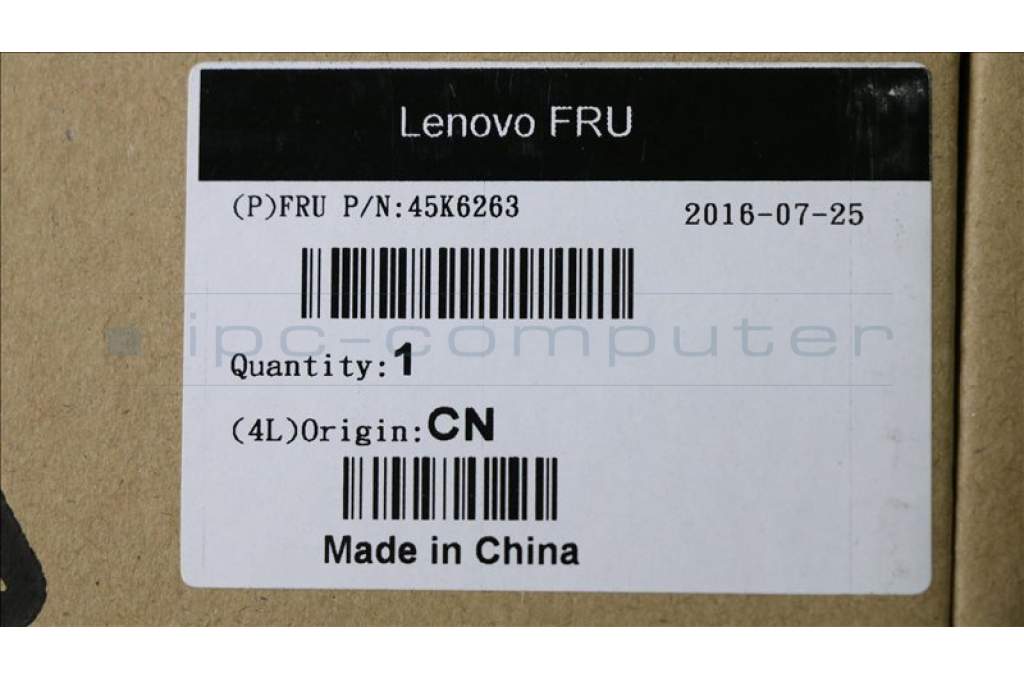 Lenovo FRU
(P)FRU P/N:45K6263
2016-07-25
ipc-computer
Quantity:1
(4L)Origin:CN
Made in China